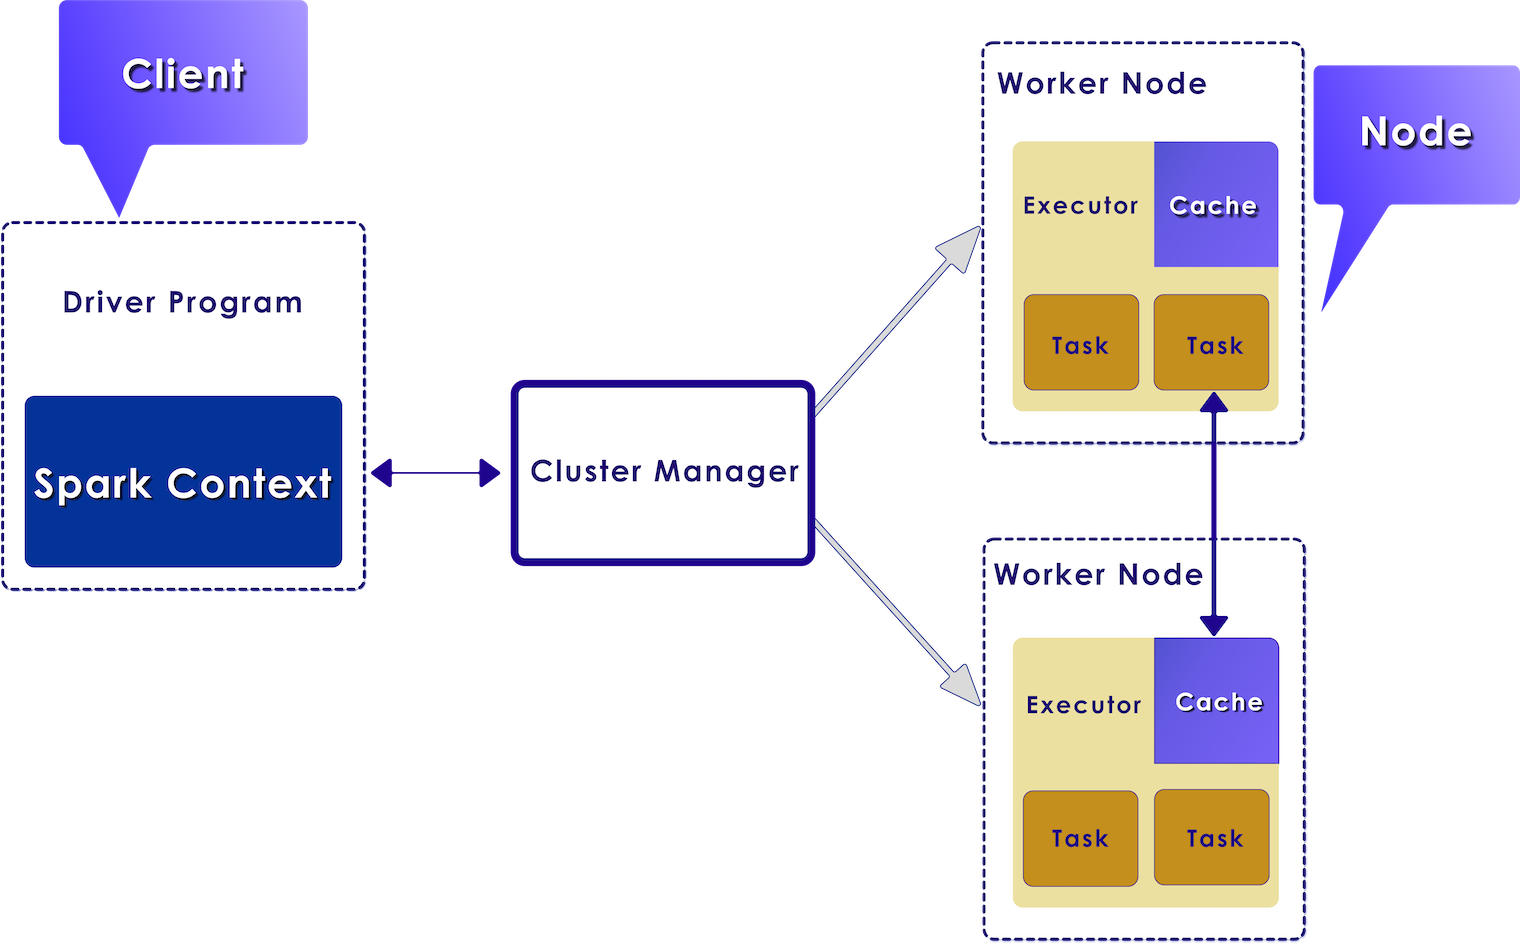 Client
Driver Program
Spark Context
Cluster Manager
Worker Node
Executor
Cache
Task
Task
Node
Worker Node
Executor
Cache
Task
Task